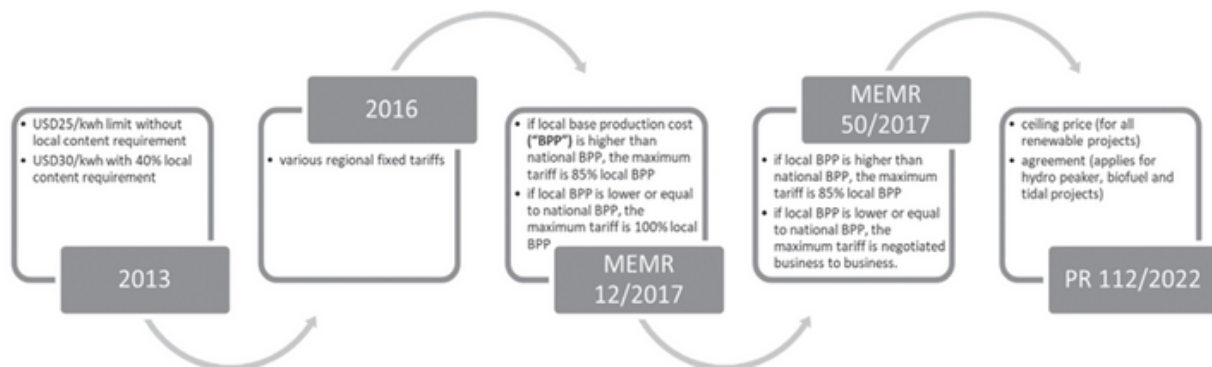 • USD25/kwh limit without
local content requirement
• USD30/kwh with 40% local
content requirement
2013
2016
• various regional fixed tariffs
• if local base production cost
("BPP") is higher than
national BPP, the maximum
tariff is 85% local BPP
• if local BPP is lower or equal
to national BPP, the
maximum tariff is 100% local
BPP
MEMR
12/2017
MEMR
50/2017
• if local BPP is higher than
national BPP, the maximum
tariff is 85% local BPP
• if local BPP is lower or equal
to national BPP, the
maximum tariff is negotiated
business to business.
• ceiling price (for all
renewable projects)
• agreement (applies for
hydro peaker, biofuel and
tidal projects)
PR 112/2022